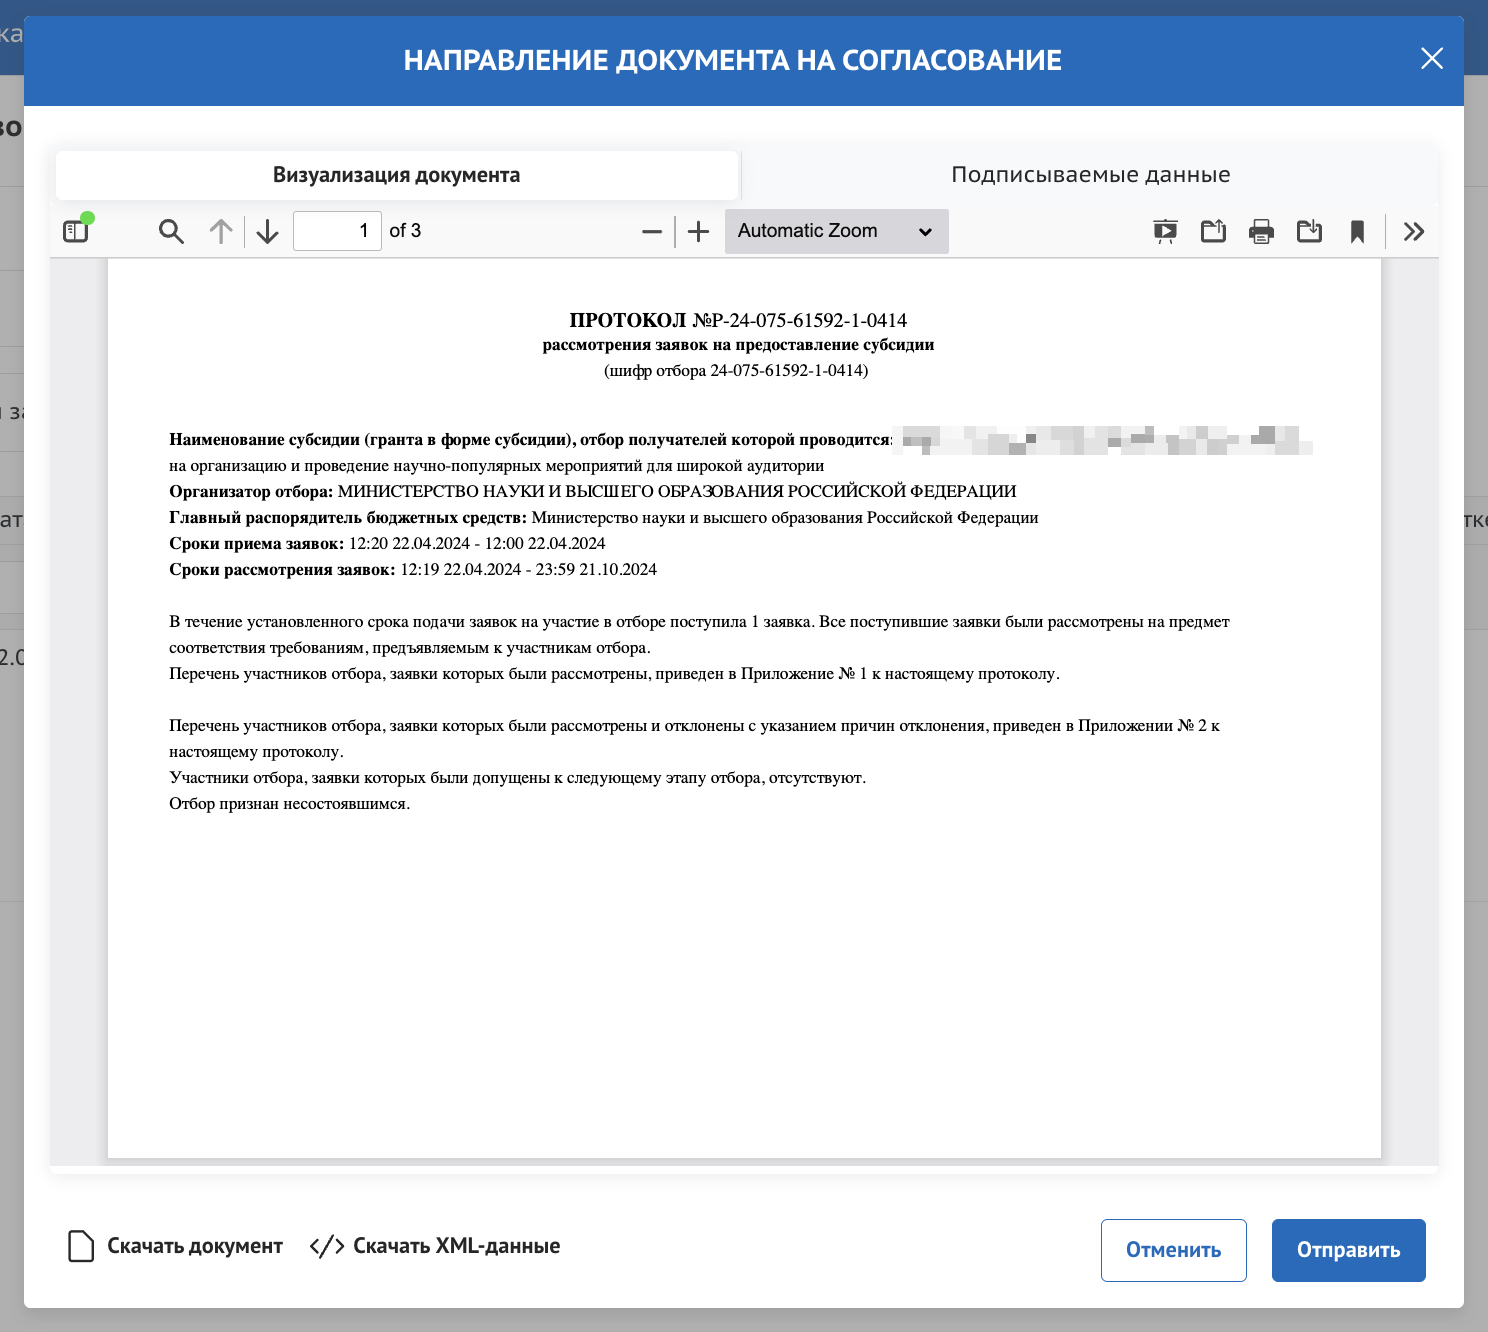 ка
НАПРАВЛЕНИЕ ДОКУМЕНТА НА СОГЛАСОВАНИЕ
Визуализация документа
Подписываемые данные
1 of 3
Automatic Zoom
ПРОТОКОЛ №Р-24-075-61592-1-0414
рассмотрения заявок на предоставление субсидии
(шифр отбора 24-075-61592-1-0414)
Наименование субсидии (гранта в форме субсидии), отбор получателей которой проводится:
на организацию и проведение научно-популярных мероприятий для широкой аудитории
Организатор отбора: МИНИСТЕРСТВО НАУКИ И ВЫСШЕГО ОБРАЗОВАНИЯ РОССИЙСКОЙ ФЕДЕРАЦИИ
Главный распорядитель бюджетных средств: Министерство науки и высшего образования Российской Федерации
Сроки приема заявок: 12:20 22.04.2024 - 12:00 22.04.2024
Сроки рассмотрения заявок: 12:19 22.04.2024 - 23:59 21.10.2024
В течение установленного срока подачи заявок на участие в отборе поступила 1 заявка. Все поступившие заявки были рассмотрены на предмет
соответствия требованиям, предъявляемым к участникам отбора.
Перечень участников отбора, заявки которых были рассмотрены, приведен в Приложение № 1 к настоящему протоколу.
Перечень участников отбора, заявки которых были рассмотрены и отклонены с указанием причин отклонения, приведен в Приложении № 2 к
настоящему протоколу.
Участники отбора, заявки которых были допущены к следующему этапу отбора, отсутствуют.
Отбор признан несостоявшимся.
Скачать документ
</> Скачать XML-данные
Отменить
Отправить